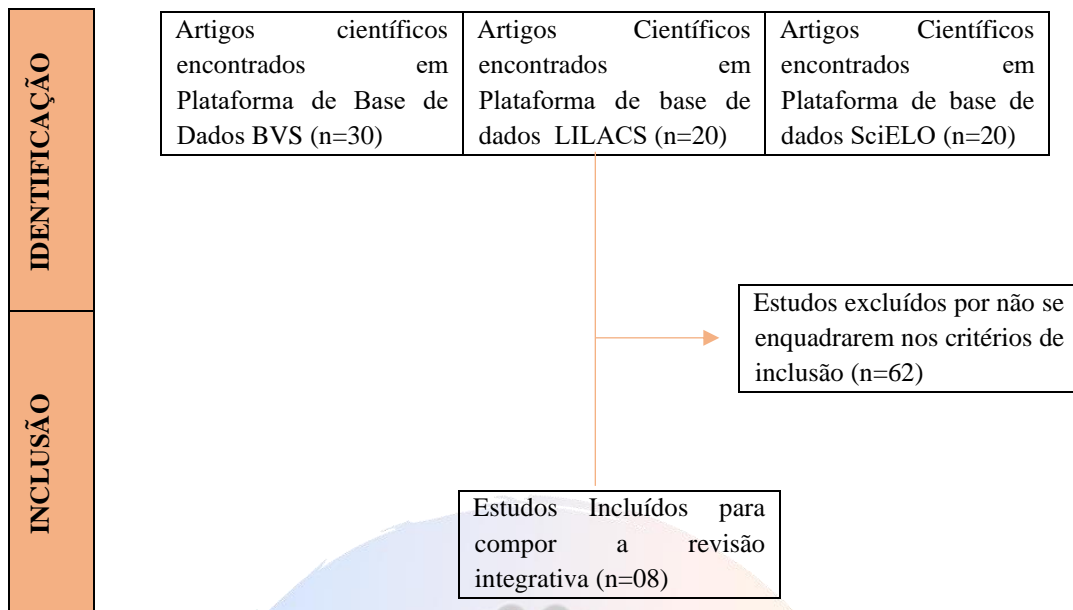 IDENTIFICAÇÃO
Artigos científicos
encontrados em
Plataforma de Base de
Dados BVS (n=30)
Artigos Científicos
encontrados em
Plataforma de base de
dados LILACS (n=20)
Artigos Científicos
encontrados em
Plataforma de base de
dados SciELO (n=20)
Estudos excluídos por não se
enquadrarem nos critérios de
inclusão (n=62)
INCLUSÃO
Estudos Incluídos para
compor a revisão
integrativa (n=08)